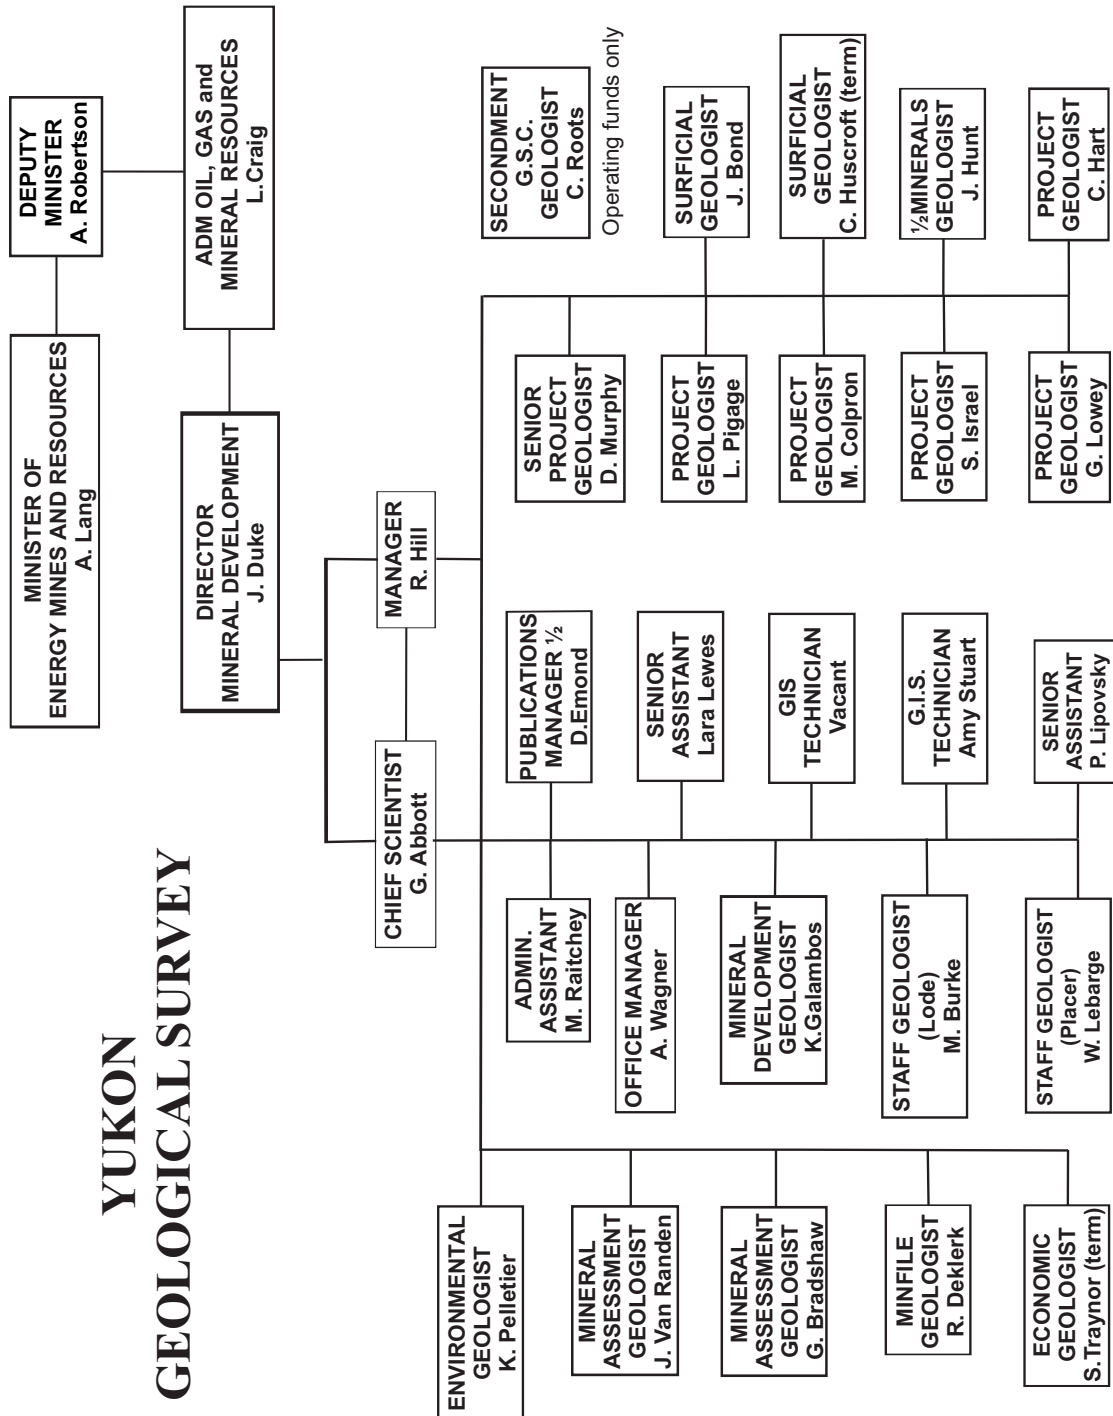 YUKON
GEOLOGICAL SURVEY
MINISTER OF
ENERGY MINES AND RESOURCES
A. Lang
DEPUTY
MINISTER
A. Robertson
DIRECTOR
MINERAL DEVELOPMENT
J. Duke
ADM OIL, GAS and
MINERAL RESOURCES
L.Craig
CHIEF SCIENTIST
G. Abbott
MANAGER
R. Hill
ENVIRONMENTAL
GEOLOGIST
K. Pelletier
MINERAL
ASSESSMENT
GEOLOGIST
J. Van Randen
MINERAL
ASSESSMENT
GEOLOGIST
G. Bradshaw
MINFILE
GEOLOGIST
R. Deklerk
ECONOMIC
GEOLOGIST
S.Traynor (term)
ADMIN.
ASSISTANT
M. Raitchey
OFFICE MANAGER
A. Wagner
MINERAL
DEVELOPMENT
GEOLOGIST
K.Galambos
STAFF GEOLOGIST
(Lode)
M. Burke
STAFF GEOLOGIST
(Placer)
W. Lebarge
PUBLICATIONS
MANAGER ½
D.Emond
SENIOR
ASSISTANT
Lara Lewes
GIS
TECHNICIAN
Vacant
G.I.S.
TECHNICIAN
Amy Stuart
SENIOR
ASSISTANT
P. Lipovsky
SENIOR
PROJECT
GEOLOGIST
D. Murphy
PROJECT
GEOLOGIST
L. Pigage
PROJECT
GEOLOGIST
M. Colpron
PROJECT
GEOLOGIST
S. Israel
PROJECT
GEOLOGIST
G. Lowey
SECONDMENT
G.S.C.
GEOLOGIST
C. Roots
Operating funds only
SURFICIAL
GEOLOGIST
J. Bond
SURFICIAL
GEOLOGIST
C. Huscroft (term)
½MINERALS
GEOLOGIST
J. Hunt
PROJECT
GEOLOGIST
C. Hart